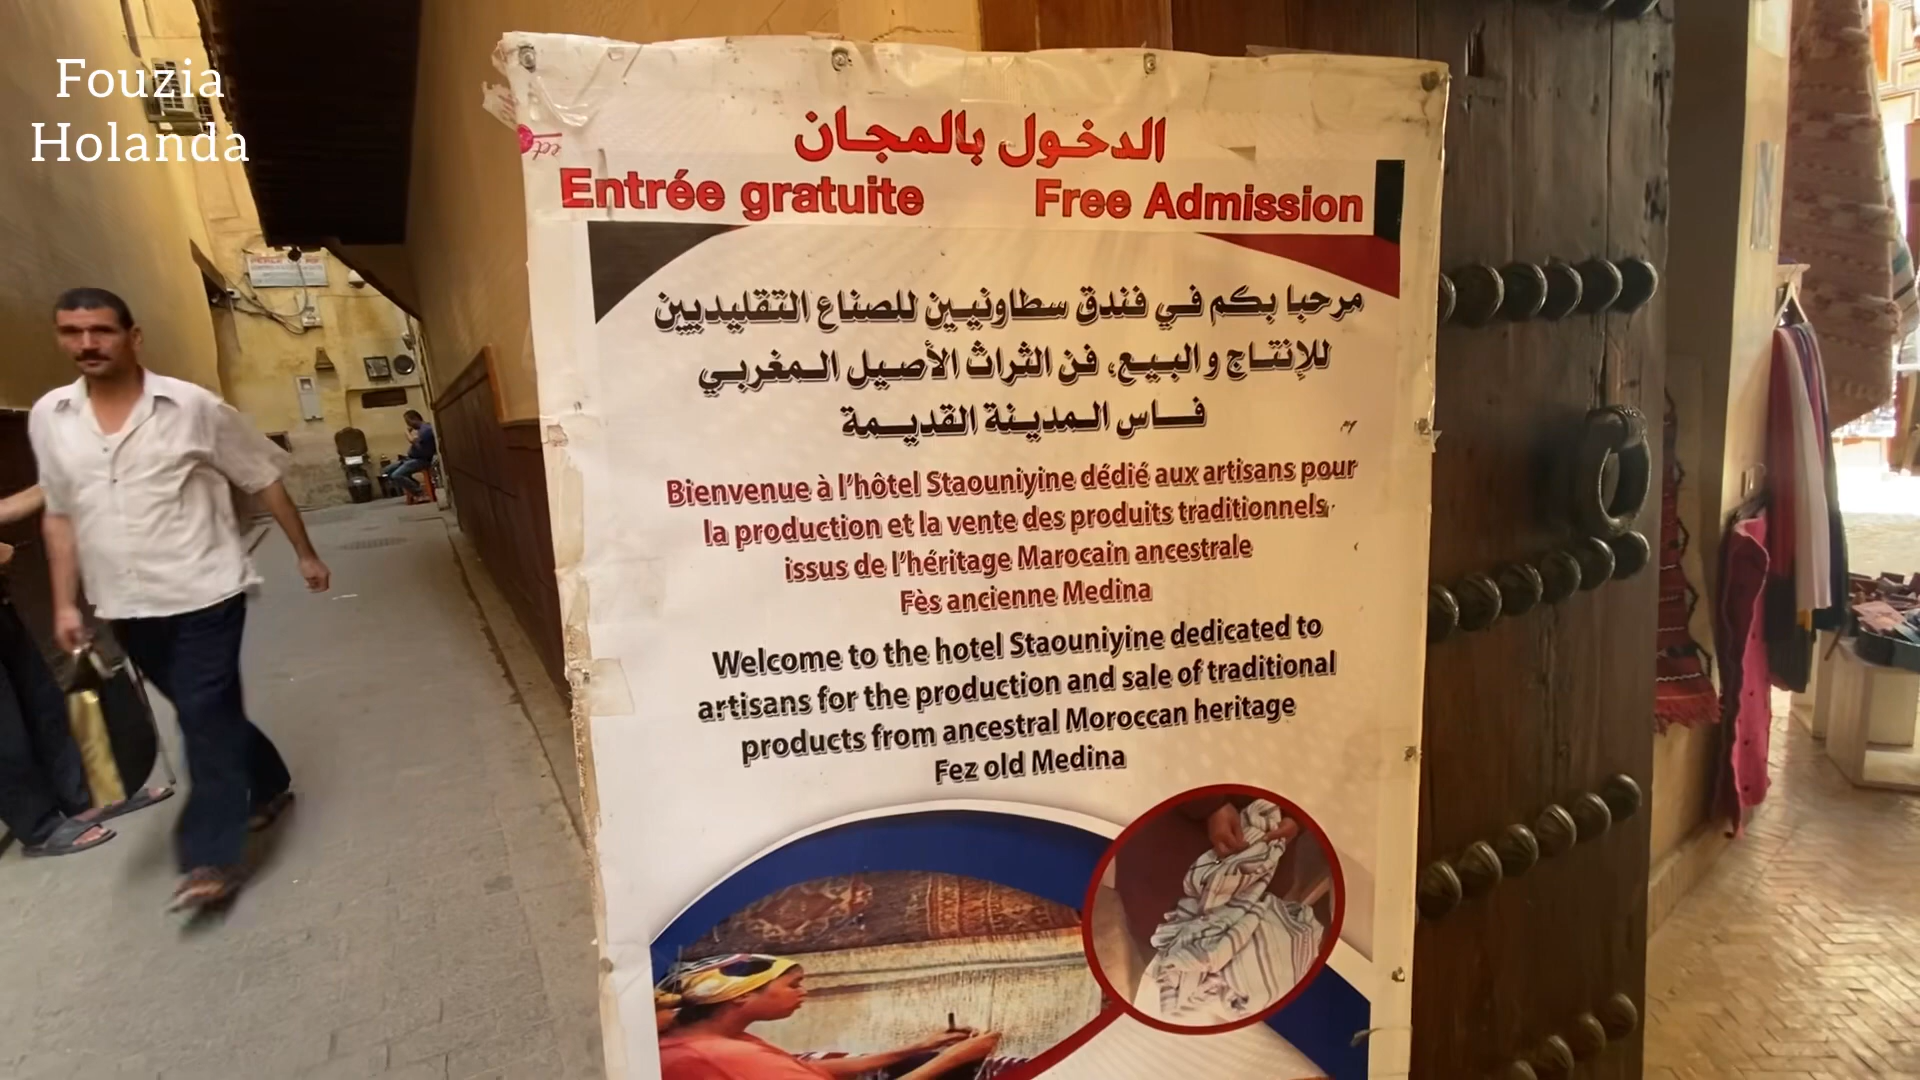 Fouzia
Holanda
الدخول بالمجان
Entrée gratuite Free Admission
مرحبا بكم في فندق سطاونيين للصناع التقليديين
للإنتاج و البيع، فن الثراث الأصيل المغربي
فاس المدينة القديمة
Bienvenue à l'hôtel Staouniyine dédié aux artisans pour
la production et la vente des produits traditionnels
issus de l'héritage Marocain ancestrale
Fès ancienne Medina
Welcome to the hotel Staouniyine dedicated to
artisans for the production and sale of traditional
products from ancestral Moroccan heritage
Fez old Medina